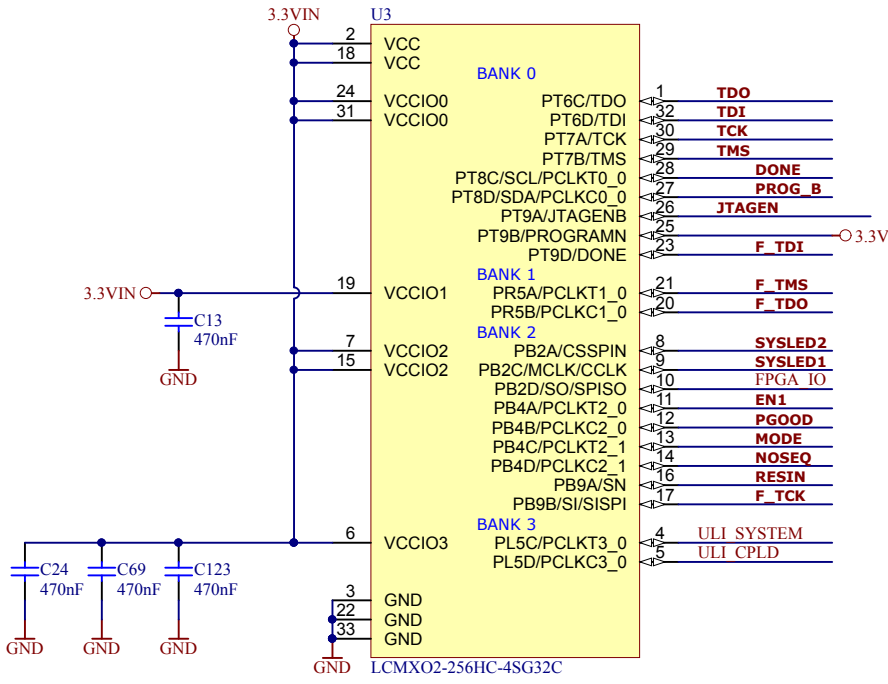 3.3VIN
U3
2 VCC
18 VCC
BANK 0
24 VCCIO0
PT6C/TDO 1 TDO
31 VCCIO0
PT6D/TDI 32 TDI
PT7A/TCK 30 TCK
PT7B/TMS 29 TMS
PT8C/SCL/PCLKT0_0 28 DONE
PT8D/SDA/PCLKC0_0 27 PROG_B
PT9A/JTAGENB 26 JTAGEN
PT9B/PROGRAMN 25 3.3V
PT9D/DONE 23 F_TDI
BANK 1
3.3VIN 19 VCCIO1
PR5A/PCLKT1_0 21 F_TMS
PR5B/PCLKC1_0 20 F_TDO
C13
470nF
GND
BANK 2
7 VCCIO2
PB2A/CSSPIN 8 SYSLED2
15 VCCIO2
PB2C/MCLK/CCLK 9 SYSLED1
PB2D/SO/SPISO 10 FPGA_IO
PB4A/PCLKT2_0 11 EN1
PB4B/PCLKC2_0 12 PGOOD
PB4C/PCLKT2_1 13 MODE
PB4D/PCLKC2_1 14 NOSEQ
PB9A/SN 16 RESIN
PB9B/SI/SISPI 17 F_TCK
BANK 3
6 VCCIO3
PL5C/PCLKT3_0 4 ULI_SYSTEM
PL5D/PCLKC3_0 5 ULI_CPLD
C24 C69 C123
470nF 470nF 470nF
3 GND
22 GND
33 GND
GND GND GND GND
LCMXO2-256HC-4SG32C